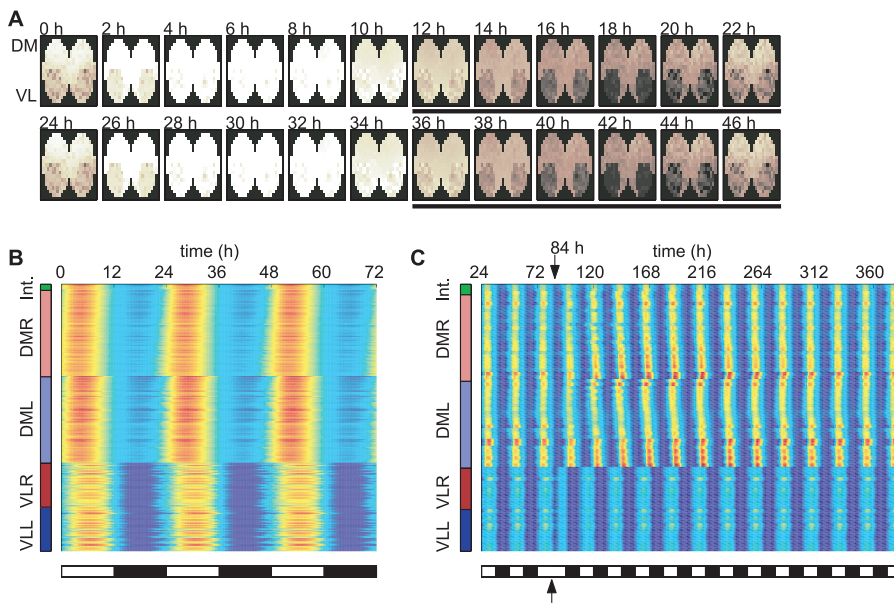 A
0 h 2 h 4 h 6 h 8 h 10 h 12 h 14 h 16 h 18 h 20 h 22 h
DM
VL
24 h 26 h 28 h 30 h 32 h 34 h 36 h 38 h 40 h 42 h 44 h 46 h
B
time (h)
0 12 24 36 48 60 72
Int.
DMR
DML
VLR
VLL
C
84 h
time (h)
24 72 120 168 216 264 312 360
Int.
DMR
DML
VLR
VLL